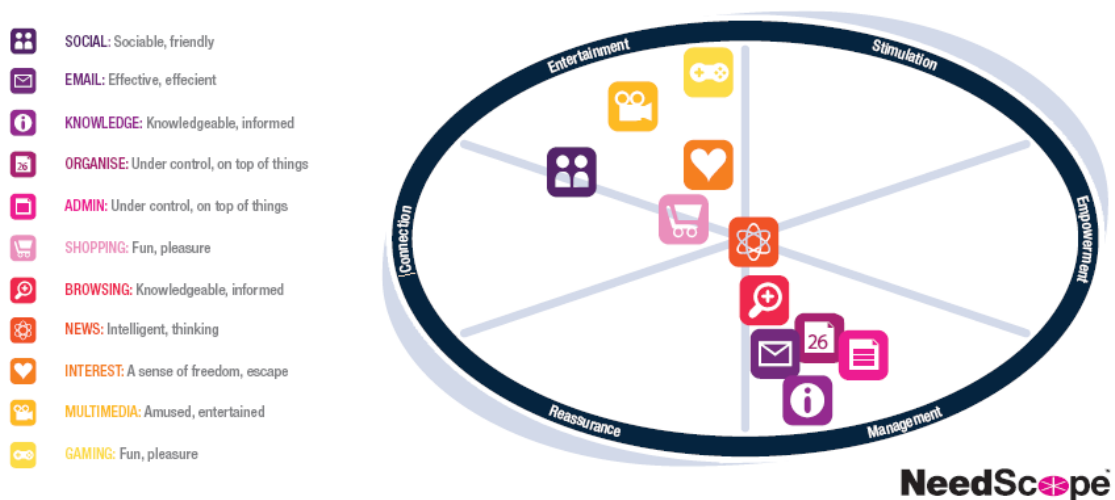 SOCIAL: Sociable, friendly
EMAIL: Effective, effecient
KNOWLEDGE: Knowledgeable, informed
26
ORGANISE: Under control, on top of things
ADMIN: Under control, on top of things
SHOPPING: Fun, pleasure
BROWSING: Knowledgeable, informed
NEWS: Intelligent, thinking
INTEREST: A sense of freedom, escape
MULTIMEDIA: Amused, entertained
GAMING: Fun, pleasure
Entertainment
Stimulation
Connection
Empowerment
26
Reassurance
Management
NeedScope